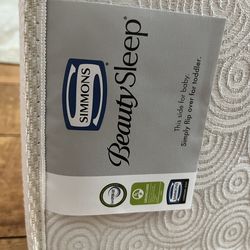 SIMMONS
BeautySleep®
This side for baby.
Simply flip over for toddler.